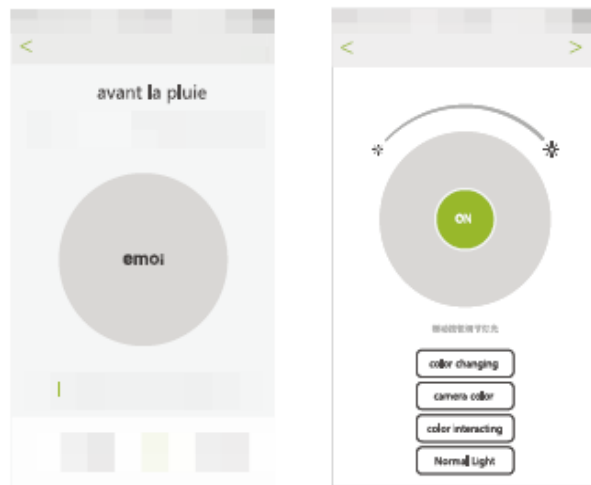 <
avant la pluie
emoi
<
>
ON
color changing
camera color
color interacting
Normal Light